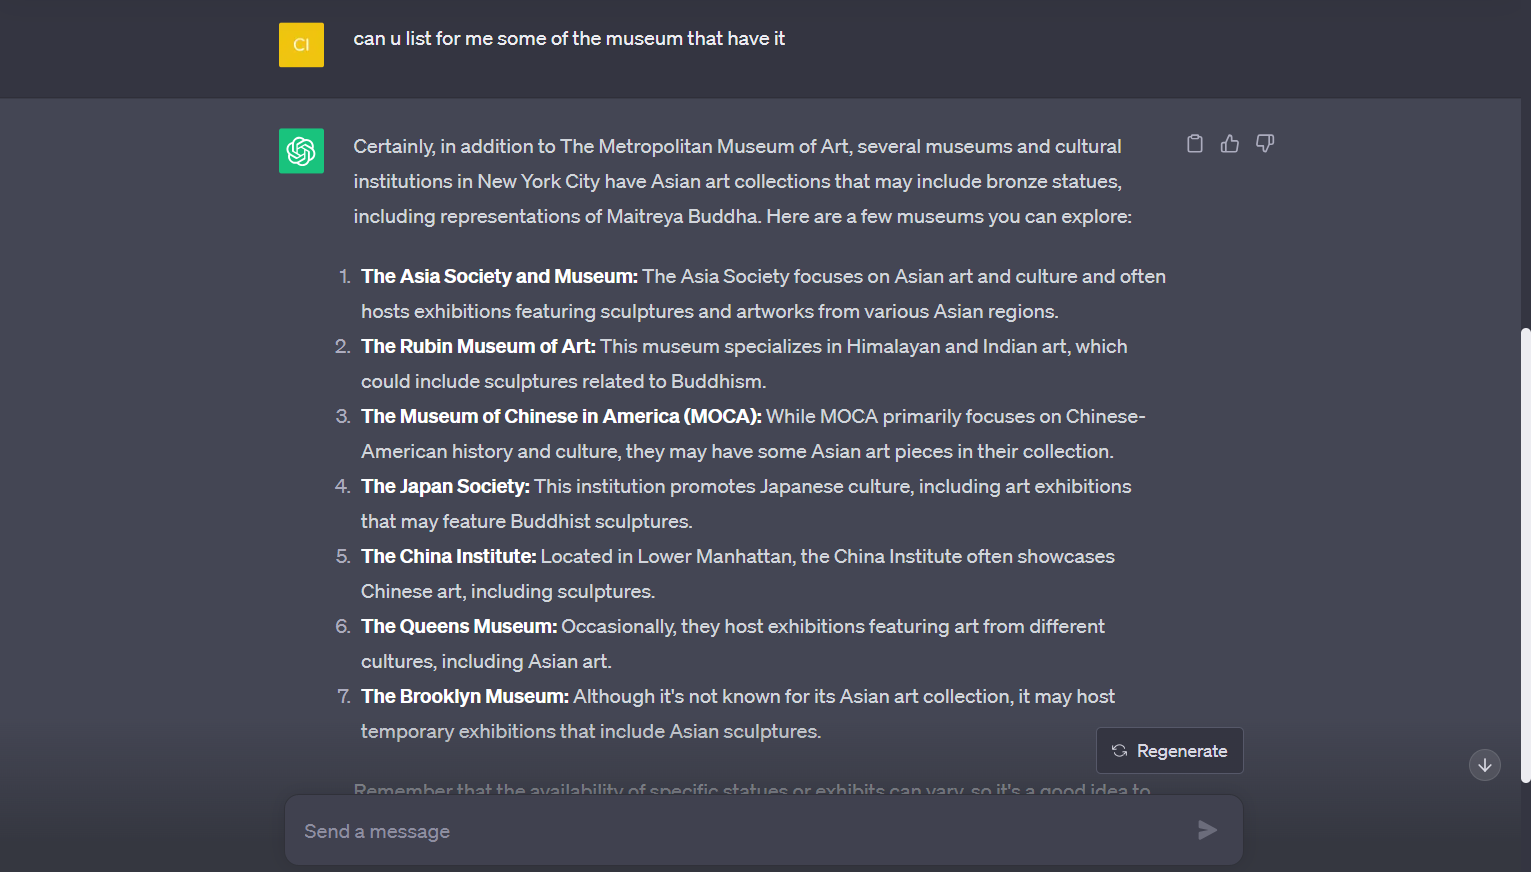 CI
can u list for me some of the museum that have it
Certainly, in addition to The Metropolitan Museum of Art, several museums and cultural
institutions in New York City have Asian art collections that may include bronze statues,
including representations of Maitreya Buddha. Here are a few museums you can explore:
1. The Asia Society and Museum: The Asia Society focuses on Asian art and culture and often
hosts exhibitions featuring sculptures and artworks from various Asian regions.
2. The Rubin Museum of Art: This museum specializes in Himalayan and Indian art, which
could include sculptures related to Buddhism.
3. The Museum of Chinese in America (MOCA): While MOCA primarily focuses on Chinese-
American history and culture, they may have some Asian art pieces in their collection.
4. The Japan Society: This institution promotes Japanese culture, including art exhibitions
that may feature Buddhist sculptures.
5. The China Institute: Located in Lower Manhattan, the China Institute often showcases
Chinese art, including sculptures.
6. The Queens Museum: Occasionally, they host exhibitions featuring art from different
cultures, including Asian art.
7. The Brooklyn Museum: Although it's not known for its Asian art collection, it may host
temporary exhibitions that include Asian sculptures.
Regenerate
Remember that the availability of specific statues or exhibits can vary, so it's a good idea to
Send a message